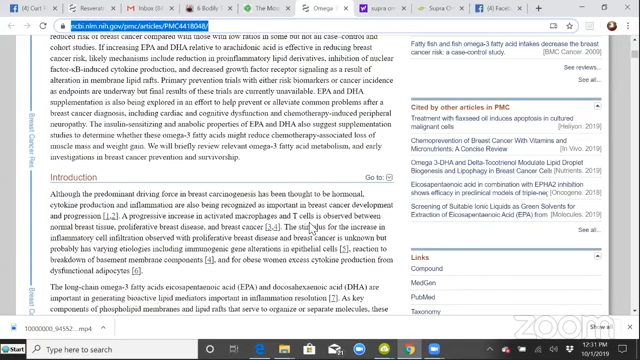 Curt F
Resveratr
6 Bodily F
The Mour
Omega-
supra om
Supra-O
Facef
ncbi.nlm.nih.gov/pmc/articles/PMC4418048/
reduced risk of breast cancer compared to those with low ratios in some but not all case-control and
cohort studies. If increasing EPA and DHA relative to arachidonic acid is effective in reducing breast
cancer risk, likely mechanisms include reduction in proinflammatory lipid derivatives, inhibition of nuclear
factor-κB-induced cytokine production, and decreased growth factor receptor signaling as a result of
alteration in membrane lipid rafts. Primary prevention trials with either risk biomarkers or cancer incidence
as endpoints are underway but final results of these trials are currently unavailable. EPA and DHA
supplementation is also being explored in an effort to help prevent or alleviate common problems after a
breast cancer diagnosis, including cardiac and cognitive dysfunction and chemotherapy-induced peripheral
neuropathy. The insulin-sensitizing and anabolic properties of EPA and DHA also suggest supplementation
studies to determine whether these omega-3 fatty acids might reduce chemotherapy-associated loss of
muscle mass and weight gain. We will briefly review relevant omega-3 fatty acid metabolism, and early
investigations in breast cancer prevention and survivorship.
Introduction
Go to:
Although the predominant driving force in breast carcinogenesis has been thought to be hormonal,
cytokine production and inflammation are also being recognized as important in breast cancer development
and progression [1,2]. A progressive increase in activated macrophages and T cells is observed between
normal breast tissue, proliferative breast disease, and breast cancer [3,4]. The stimulus for the increase in
inflammatory cell infiltration observed with proliferative breast disease and breast cancer is unknown but
probably has varying etiologies including immunogenic gene alterations in epithelial cells [5], reaction to
breakdown of basement membrane components [4], and for obese women excess cytokine production from
dysfunctional adipocytes [6].
The long-chain omega-3 fatty acids eicosapentaenoic acid (EPA) and docosahexaenoic acid (DHA) are
important in generating bioactive lipid mediators important in inflammation resolution [7]. As key
components of phospholipid membranes and lipid rafts that serve to organize or separate molecules, these
Breast Cancer Res
Breast Cancer Res
Fatty fish and fish omega-3 fatty acid intakes decrease the breast
cancer risk: a case-control study.
[BMC Cancer. 2009]
See reviews...
See all...
Cited by other articles in PMC
Treatment with flaxseed oil induces apoptosis in cultured
malignant cells
[Heliyon. 2019]
Chemoprevention of Breast Cancer With Vitamins and
Micronutrients: A Concise Review
[In Vivo. 2019]
Omega 3-DHA and Delta-Tocotrienol Modulate Lipid Droplet
Biogenesis and Lipophagy in Breast Cancer C
Eicosapentaenoic acid in combination with EPHA2 inhibition
shows efficacy in preclinical models of triple-neg
[Oncogene. 2019]
Screening of Suitable Ionic Liquids as Green Solvents for
Extraction of Eicosapentaenoic Acid (EPA) from
[Molecules. 2019]
See all...
Links
Compound
MedGen
PubMed
Taxonomy
10000000_94552....mp4
Show all
zoom
Start
Type here to search
12:31 PM
10/1/2019